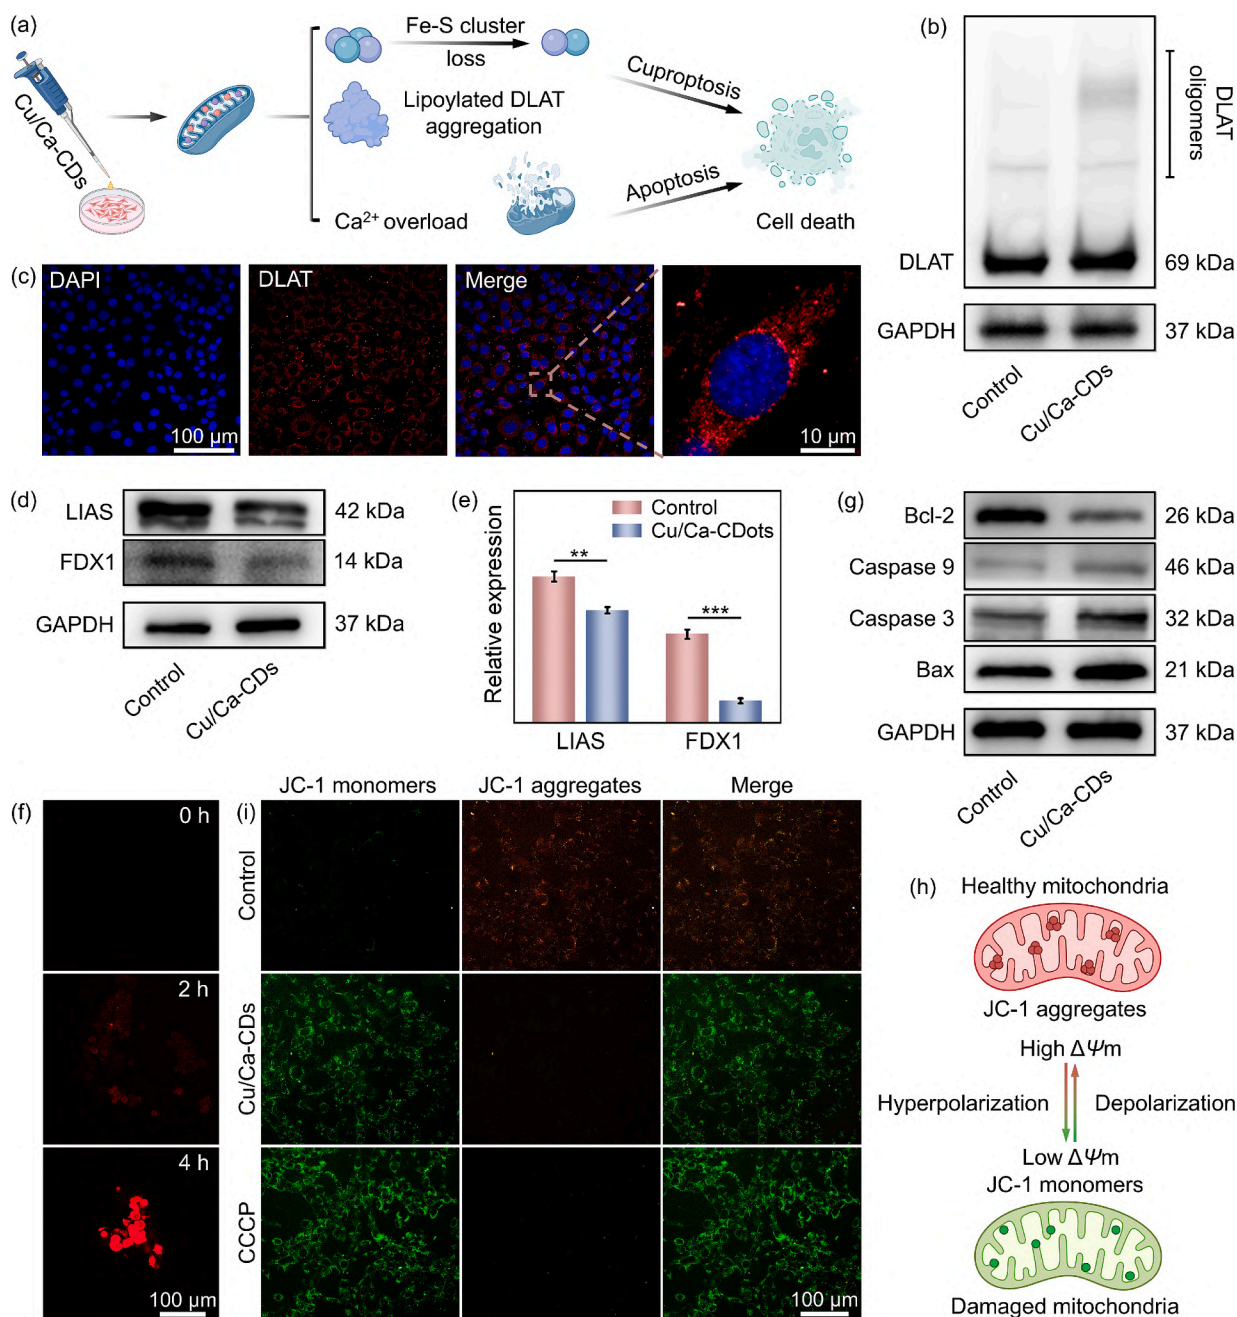 (a)
Cu/Ca-CDs
Fe-S cluster
loss
Lipoylated DLAT
aggregation
Ca²⁺ overload
Cuproptosis
Apoptosis
Cell death
(b)
DLAT
oligomers
DLAT
69 kDa
GAPDH
37 kDa
Control
Cu/Ca-CDs
(c)
DAPI
100 µm
DLAT
Merge
10 µm
(d)
LIAS
42 kDa
FDX1
14 kDa
GAPDH
37 kDa
Control
Cu/Ca-CDs
(e)
Relative expression
Control
Cu/Ca-CDots
**
***
LIAS
FDX1
(g)
Bcl-2
26 kDa
Caspase 9
46 kDa
Caspase 3
32 kDa
Bax
21 kDa
GAPDH
37 kDa
Control
Cu/Ca-CDs
(f)
0 h
2 h
4 h
100 µm
(i)
JC-1 monomers
JC-1 aggregates
Merge
Control
Cu/Ca-CDs
CCCP
100 µm
(h)
Healthy mitochondria
JC-1 aggregates
High ΔΨm
Hyperpolarization
Depolarization
Low ΔΨm
JC-1 monomers
Damaged mitochondria